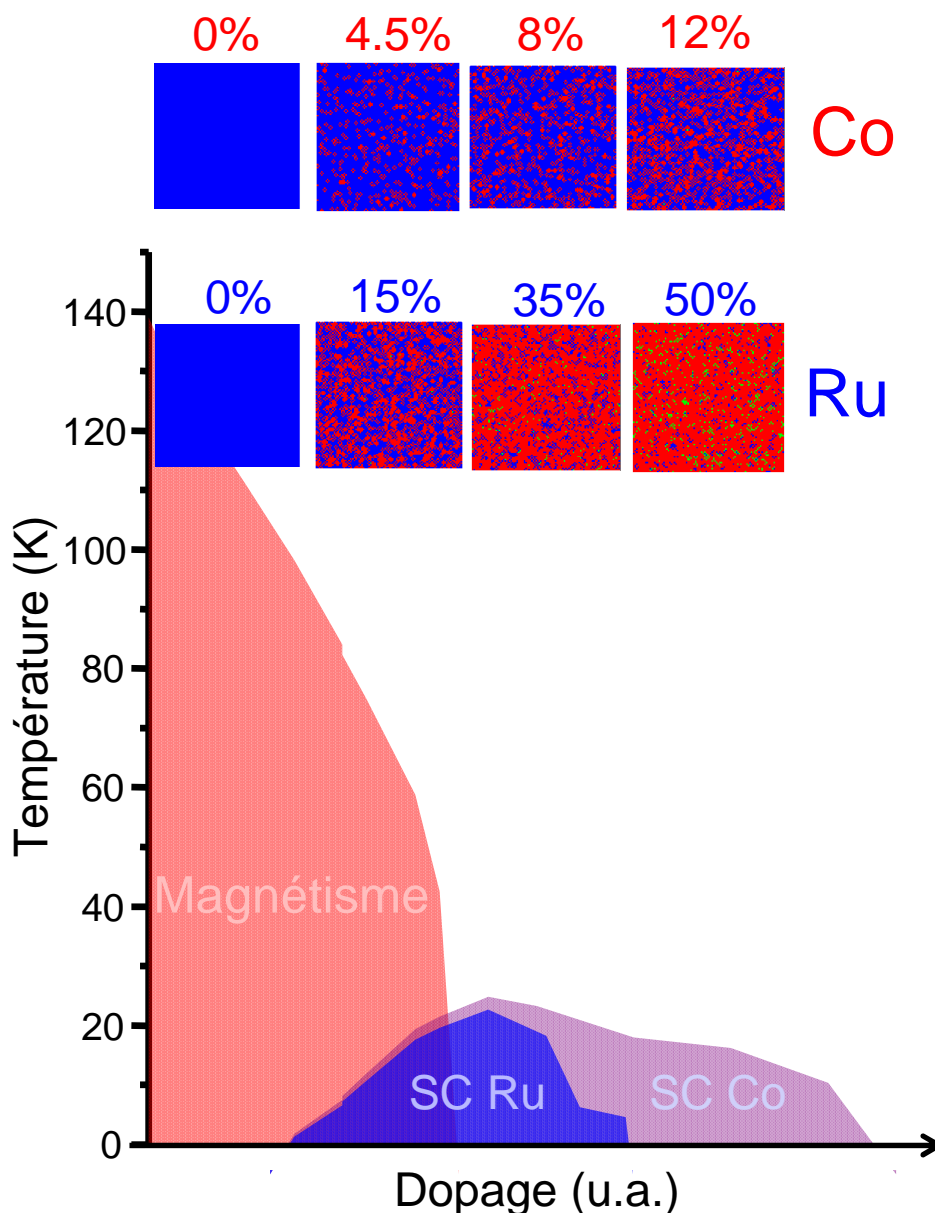 0% 4.5% 8% 12%
Co
0% 15% 35% 50%
Ru
Température (K)
140
120
100
80
60
40
20
0
Magnétisme
SC Ru
SC Co
Dopage (u.a.)